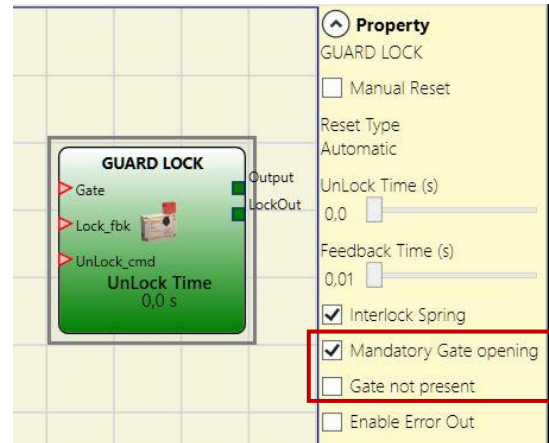 GUARD LOCK
Gate
Lock_fbk
UnLock_cmd
Output
LockOut
UnLock Time
0,0 s
Property
GUARD LOCK
Manual Reset
Reset Type
Automatic
UnLock Time (s)
0,0
Feedback Time (s)
0,01
Interlock Spring
Mandatory Gate opening
Gate not present
Enable Error Out